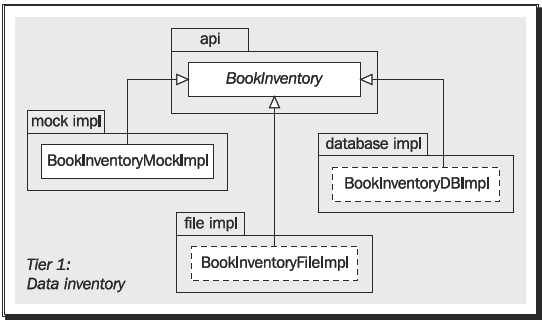 api
BookInventory
mock impl
BookInventoryMockImpl
database impl
BookInventoryDBImpl
file impl
BookInventoryFileImpl
Tier 1:
Data inventory